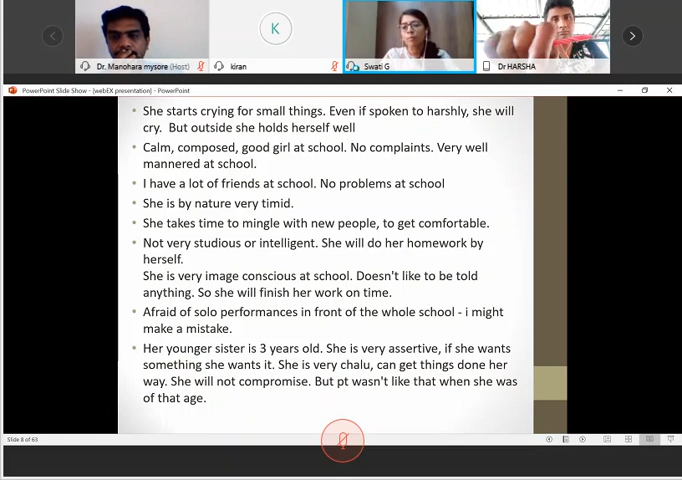 K
Dr. Manohara mysore (Host)
kiran
Swati G
Dr HARSHA
PowerPoint Slide Show - [webEX presentation] - PowerPoint
• She starts crying for small things. Even if spoken to harshly, she will
cry.  But outside she holds herself well
• Calm, composed, good girl at school. No complaints. Very well
mannered at school.
• I have a lot of friends at school. No problems at school
• She is by nature very timid.
• She takes time to mingle with new people, to get comfortable.
• Not very studious or intelligent. She will do her homework by
herself.
She is very image conscious at school. Doesn't like to be told
anything. So she will finish her work on time.
• Afraid of solo performances in front of the whole school - i might
make a mistake.
• Her younger sister is 3 years old. She is very assertive, if she wants
something she wants it. She is very chalu, can get things done her
way. She will not compromise. But pt wasn't like that when she was
of that age.
Slide 8 of 63